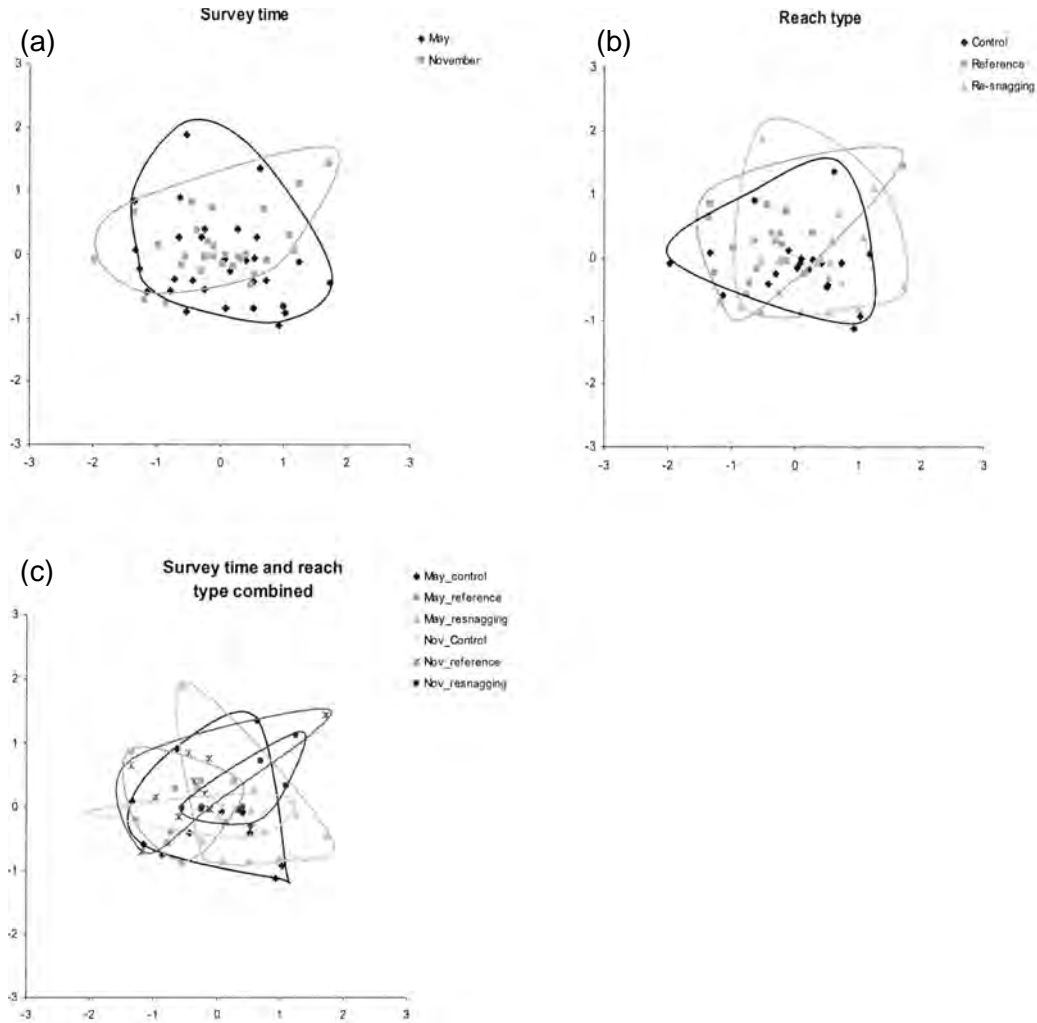 Survey time
(a)
May
November
3
2
1
0
-1
-2
-3
-3 -2 -1 0 1 2 3
Reach type
(b)
Control
Reference
Re-snagging
3
2
1
0
-1
-2
-3
-3 -2 -1 0 1 2 3
(c)
Survey time and reach
type combined
May_control
May_reference
May_resnagging
Nov_Control
Nov_reference
Nov_resnagging
3
2
1
0
-1
-2
-3
-3 -2 -1 0 1 2 3